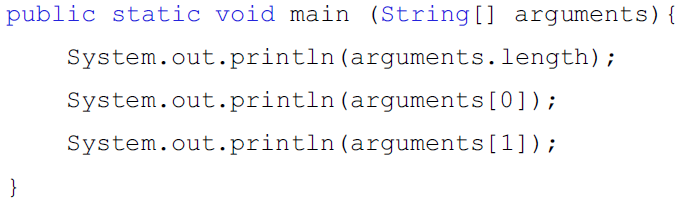 public static void main (String[] arguments){
System.out.println(arguments.length);
System.out.println(arguments[0]);
System.out.println(arguments[1]);
}